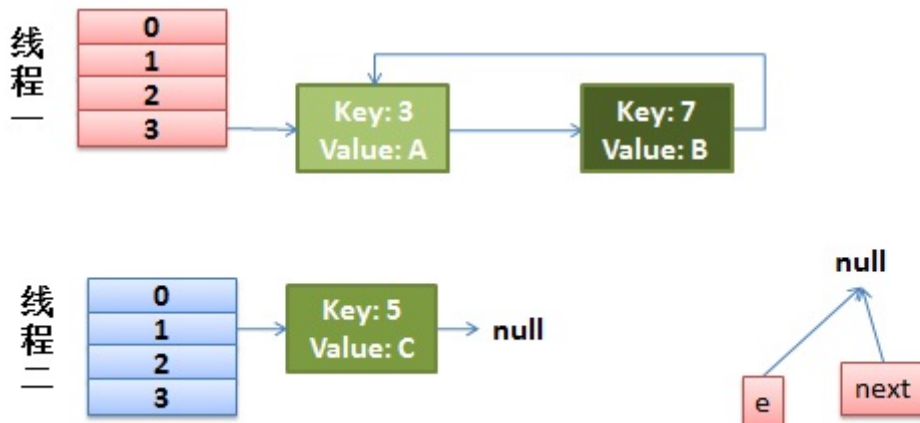 线程一
0
1
2
3
Key: 3
Value: A
Key: 7
Value: B
线程二
0
1
2
3
Key: 5
Value: C
null
null
e
next